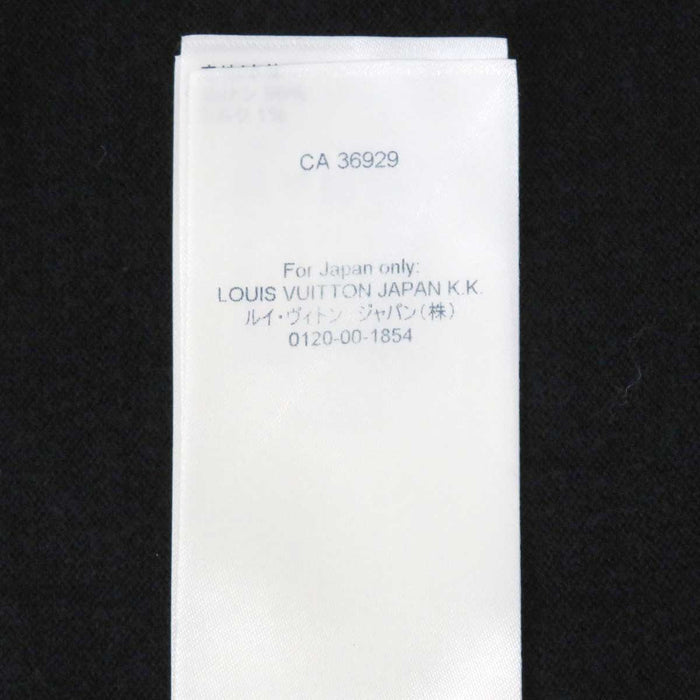 CA 36929
For Japan only:
LOUIS VUITTON JAPAN K.K.
ルイ・ヴィトン ジャパン(株)
0120-00-1854